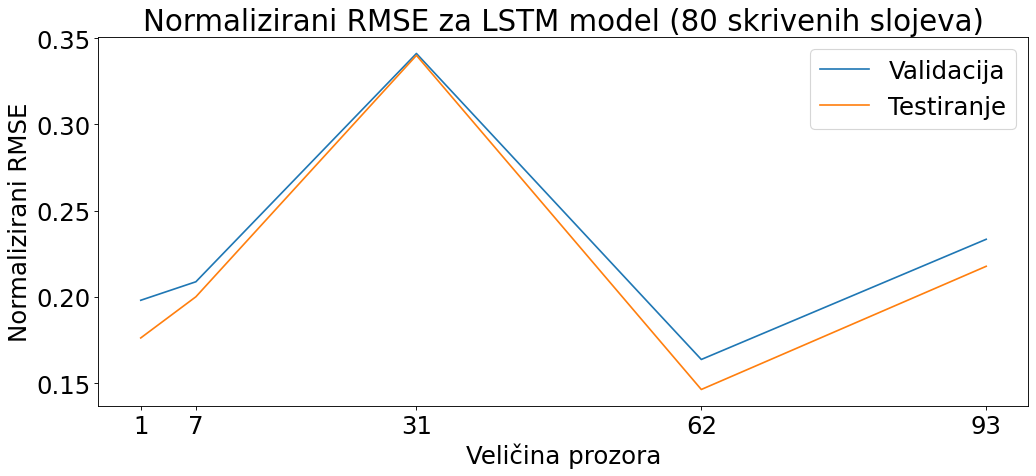 Normalizirani RMSE za LSTM model (80 skrivenih slojeva)
Normalizirani RMSE
0.35
0.30
0.25
0.20
0.15
Validacija
Testiranje
1 7 31 62 93
Veličina prozora